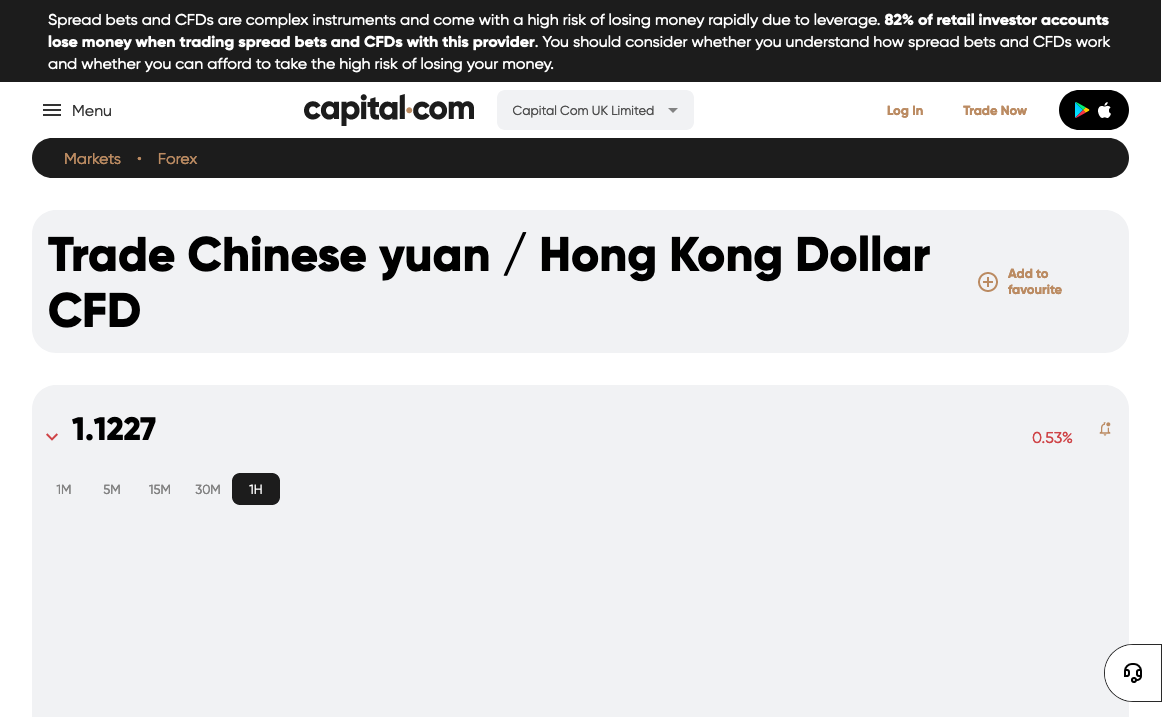 Spread bets and CFDs are complex instruments and come with a high risk of losing money rapidly due to leverage. 82% of retail investor accounts
lose money when trading spread bets and CFDs with this provider. You should consider whether you understand how spread bets and CFDs work
and whether you can afford to take the high risk of losing your money.
Menu
capital.com
Capital Com UK Limited
Log In
Trade Now
Markets • Forex
Trade Chinese yuan / Hong Kong Dollar
CFD
Add to
favourite
1.1227
0.53%
1M 5M 15M 30M 1H